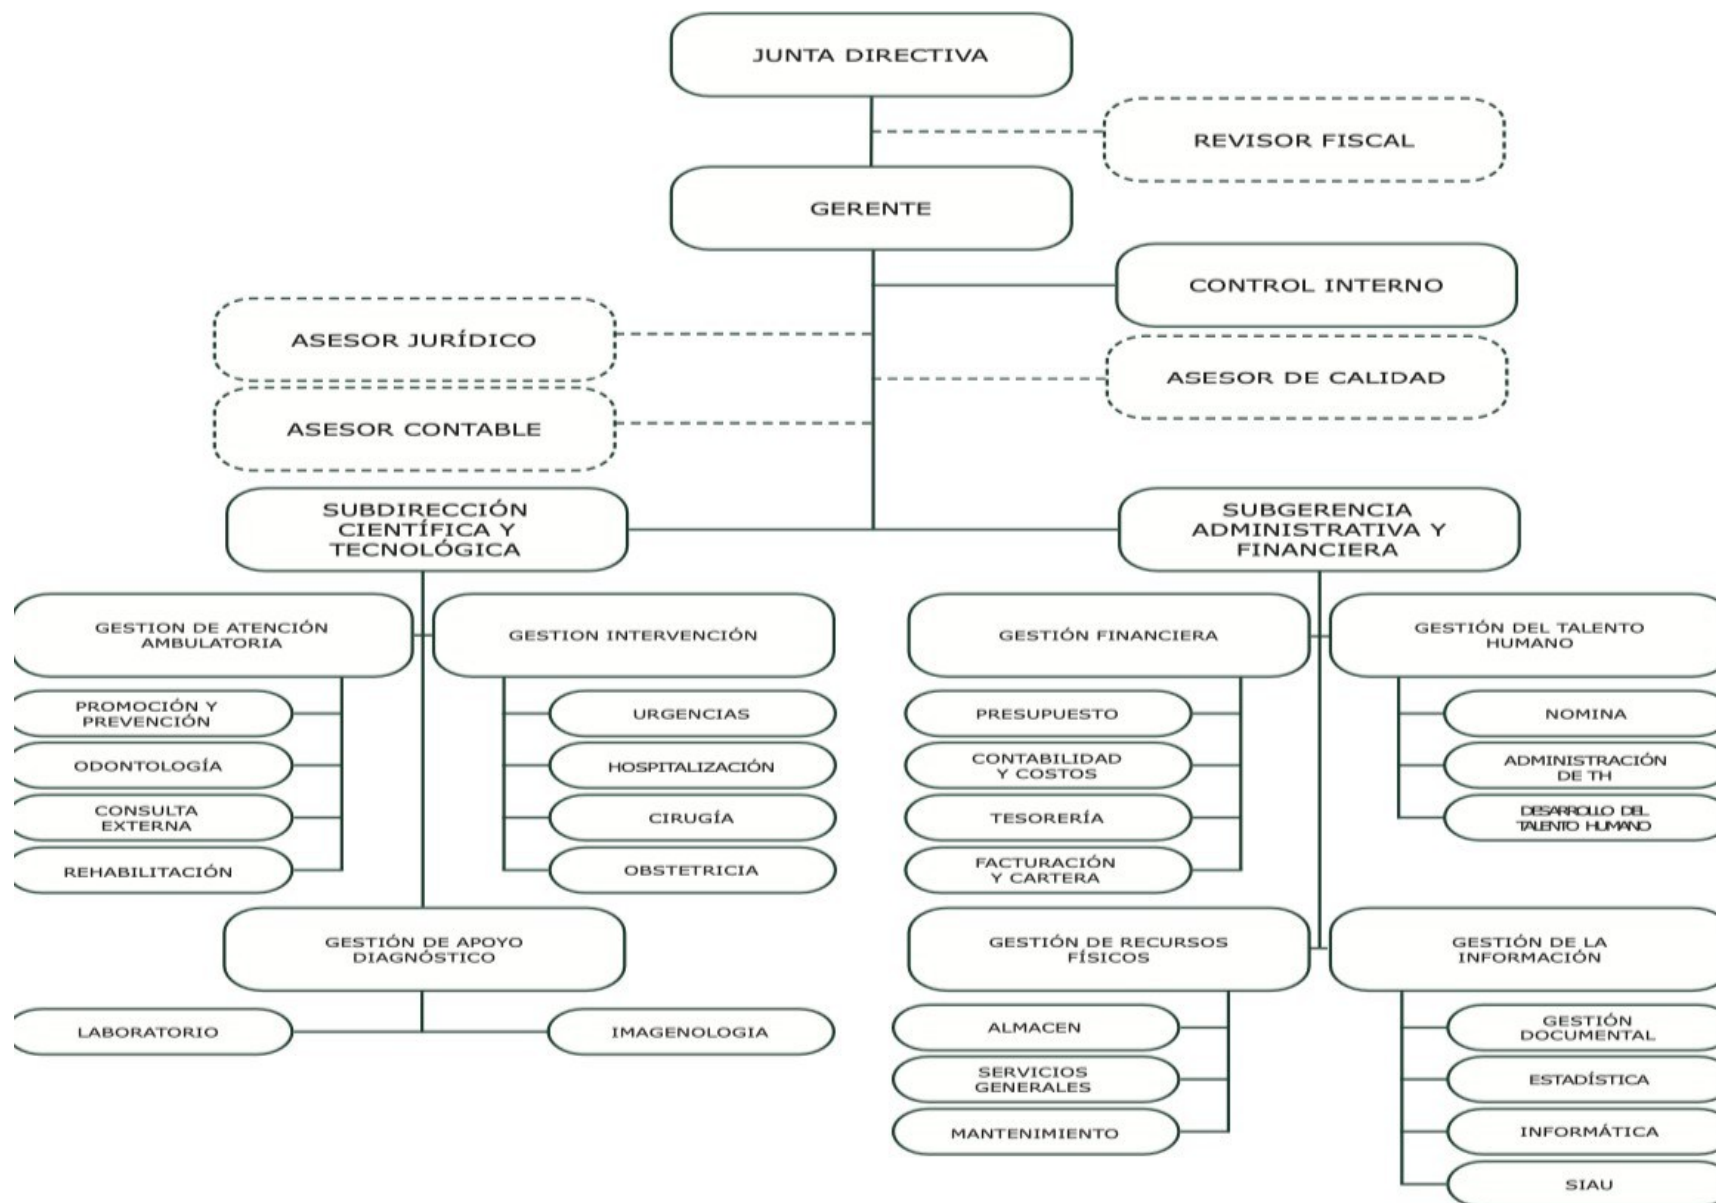 JUNTA DIRECTIVA
REVISOR FISCAL
GERENTE
CONTROL INTERNO
ASESOR JURÍDICO
ASESOR DE CALIDAD
ASESOR CONTABLE
SUBDIRECCIÓN
CIENTÍFICA Y
TECNOLÓGICA
SUBGERENCIA
ADMINISTRATIVA Y
FINANCIERA
GESTION DE ATENCIÓN
AMBULATORIA
PROMOCIÓN Y
PREVENCIÓN
ODONTOLOGÍA
CONSULTA
EXTERNA
REHABILITACIÓN
GESTION INTERVENCIÓN
URGENCIAS
HOSPITALIZACIÓN
CIRUGÍA
OBSTETRICIA
GESTIÓN DE APOYO
DIAGNÓSTICO
LABORATORIO
IMAGENOLOGIA
GESTIÓN FINANCIERA
PRESUPUESTO
CONTABILIDAD
Y COSTOS
TESORERÍA
FACTURACIÓN
Y CARTERA
GESTIÓN DEL TALENTO
HUMANO
NOMINA
ADMINISTRACIÓN
DE TH
DESARROLLO DEL
TALENTO HUMANO
GESTIÓN DE RECURSOS
FÍSICOS
ALMACEN
SERVICIOS
GENERALES
MANTENIMIENTO
GESTIÓN DE LA
INFORMACIÓN
GESTIÓN
DOCUMENTAL
ESTADÍSTICA
INFORMÁTICA
SIAU